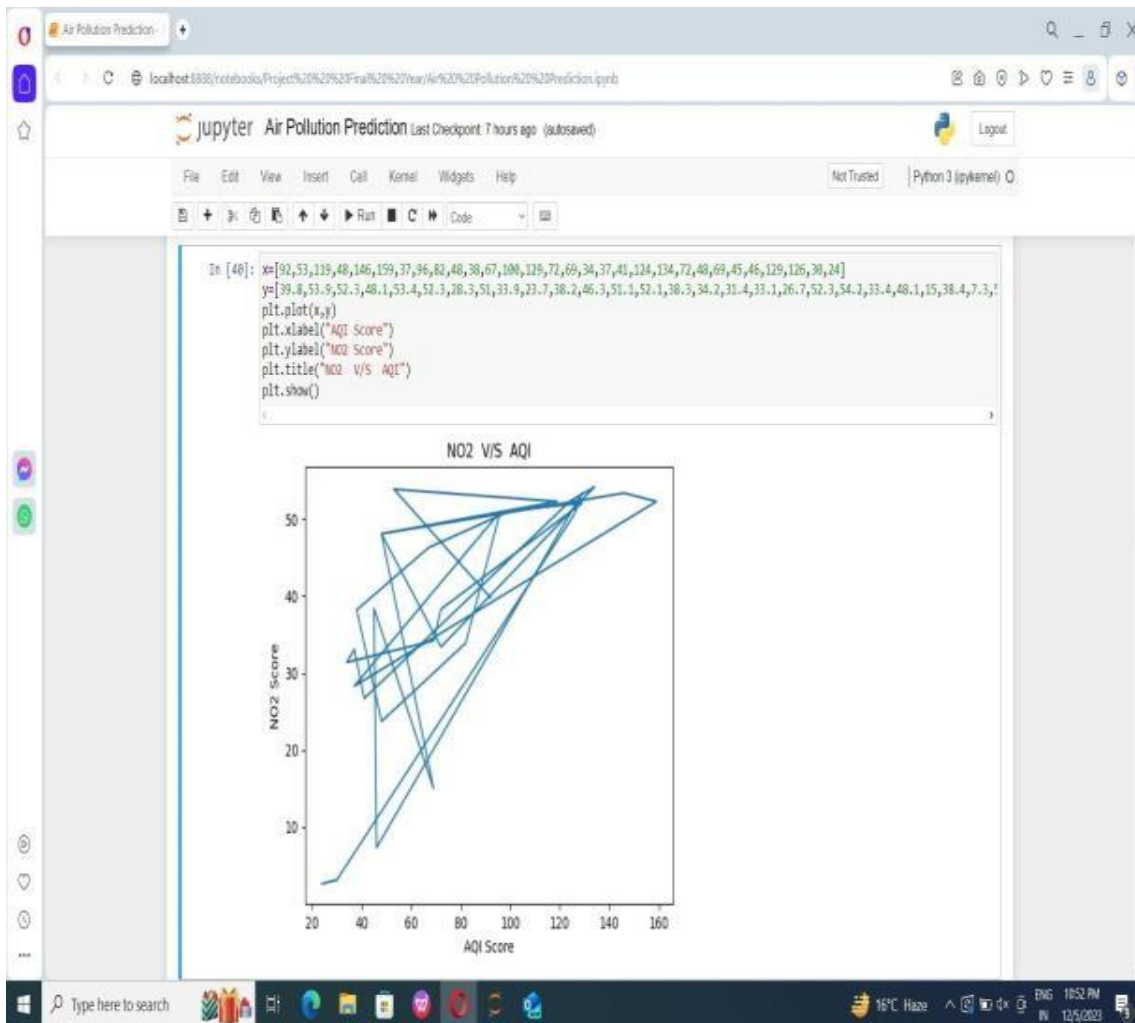 Air Pollution Prediction -
localhost:8888/notebooks/Project%20%20%20Final%20%20Year/Air%20%20Pollution%20%20Prediction.ipynb
jupyter Air Pollution Prediction Last Checkpoint: 7 hours ago (autosaved)
Logout
File Edit View Insert Cell Kernel Widgets Help
Not Trusted
Python 3 (ipykernel)
Run
Code
In [40]: x=[92,53,119,48,146,159,37,96,82,48,38,67,100,129,72,69,34,37,41,124,134,72,48,69,45,46,129,126,30,24]
y=[39.8,53.9,52.3,48.1,53.4,52.3,28.3,51,33.9,23.7,38.2,46.3,51.1,52.1,38.3,34.2,31.4,33.1,26.7,52.3,54.2,33.4,48.1,15,38.4,7.3,5
plt.plot(x,y)
plt.xlabel("AQI Score")
plt.ylabel("NO2 Score")
plt.title("NO2 V/S AQI")
plt.show()
NO2 V/S AQI
50
40
30
20
10
NO2 Score
20 40 60 80 100 120 140 160
AQI Score
Type here to search
16°C Haze
ENG 10:52 PM
IN 12/5/2023